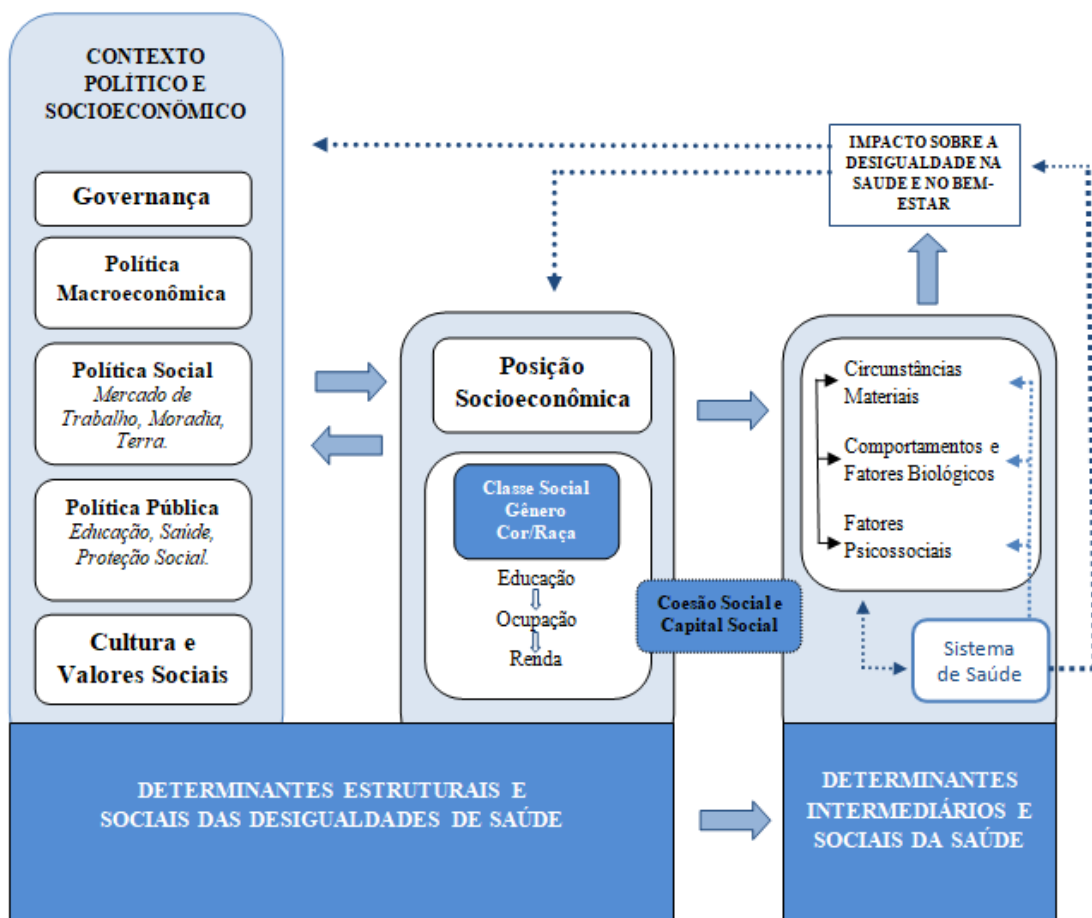 CONTEXTO
POLÍTICO E
SOCIOECONÔMICO
Governança
Política
Macroeconômica
Política Social
Mercado de
Trabalho, Moradia,
Terra.
Política Pública
Educação, Saúde,
Proteção Social.
Cultura e
Valores Sociais
Posição
Socioeconômica
Classe Social
Gênero
Cor/Raça
Educação
Ocupação
Renda
Coesão Social e
Capital Social
IMPACTO SOBRE A
DESIGUALDADE NA
SAUDE E NO BEM-
ESTAR
Circunstâncias
Materiais
Comportamentos e
Fatores Biológicos
Fatores
Psicossociais
Sistema
de Saúde
DETERMINANTES ESTRUTURAIS E
SOCIAIS DAS DESIGUALDADES DE SAÚDE
DETERMINANTES
INTERMEDIÁRIOS E
SOCIAIS DA SAÚDE